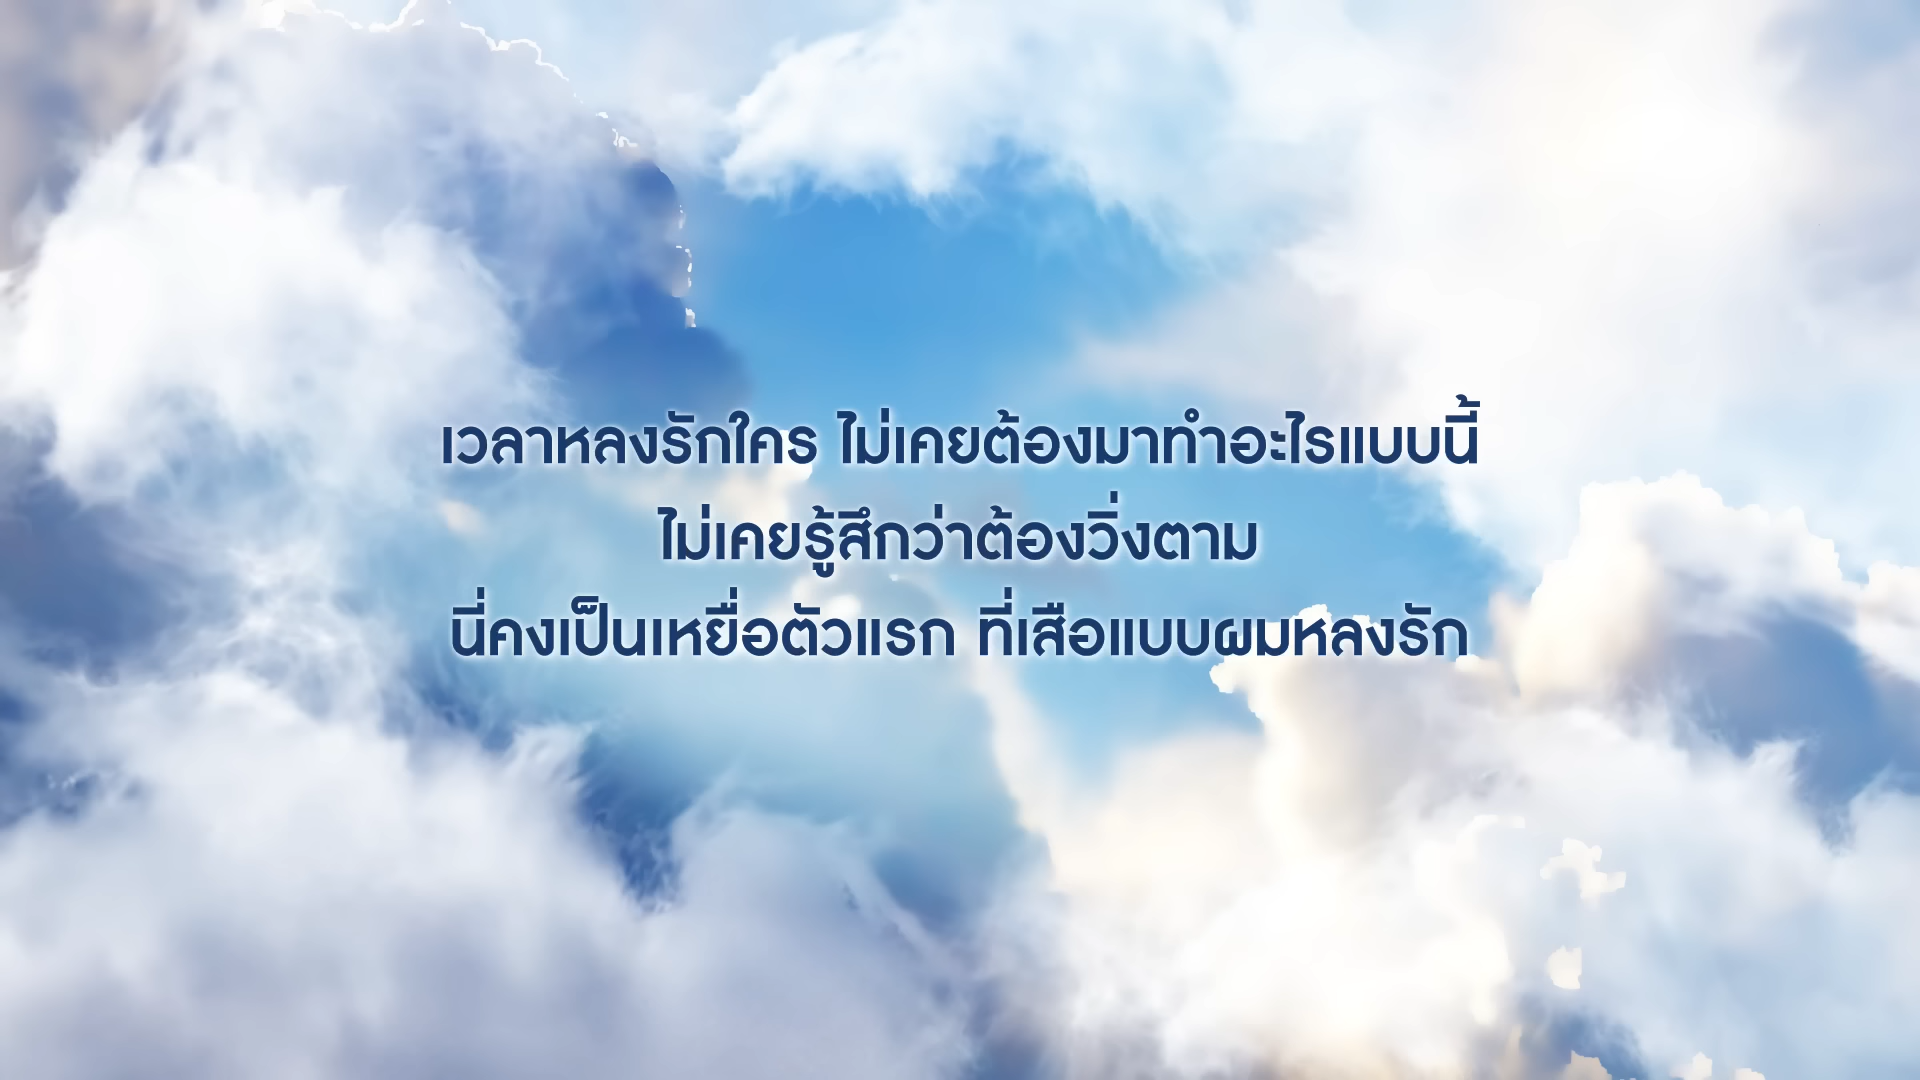 เวลาหลงรักใคร ไม่เคยต้องมาทำอะไรแบบนี้
ไม่เคยรู้สึกว่าต้องวิ่งตาม
นี่คงเป็นเหยื่อตัวแรก ที่เสือแบบผมหลงรัก